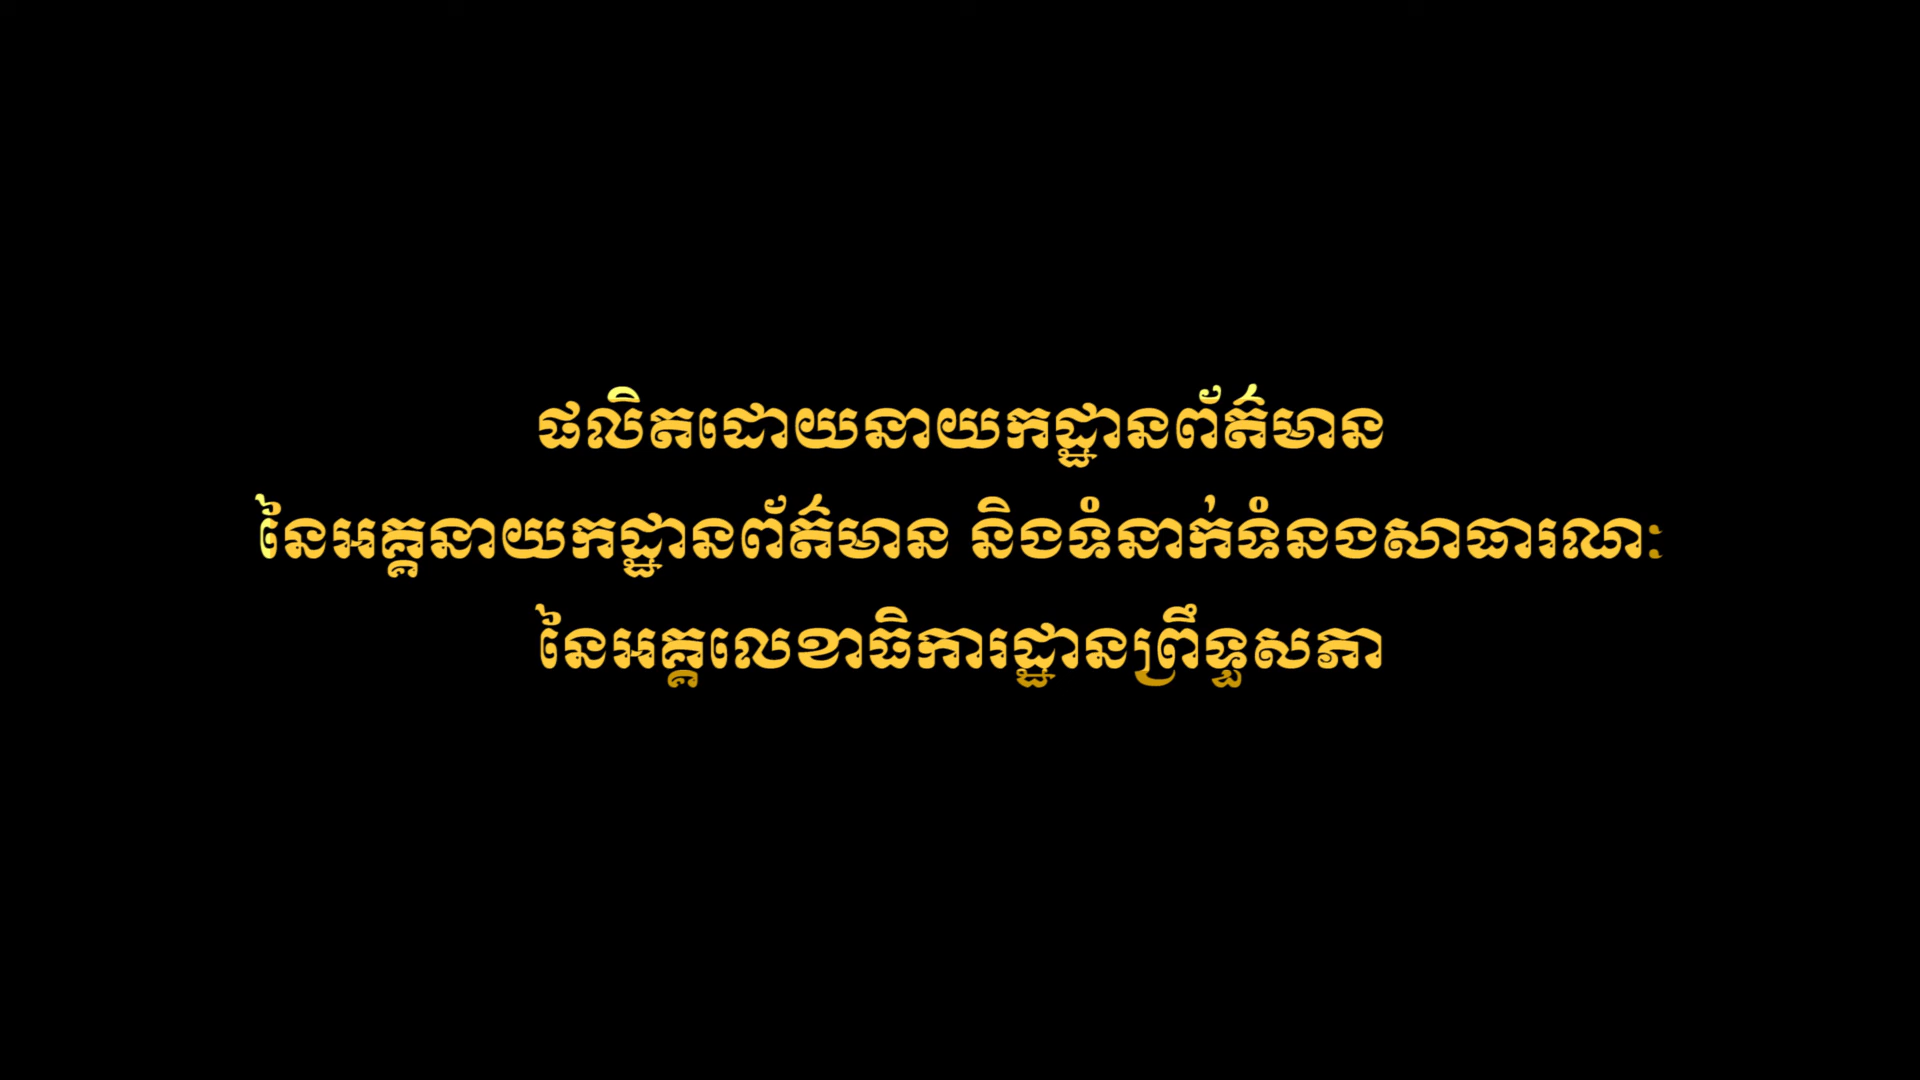 ផលិតដោយនាយកដ្ឋានព័ត៌មាន
នៃអគ្គនាយកដ្ឋានព័ត៌មាន និងទំនាក់ទំនងសាធារណៈ
នៃអគ្គលេខាធិការដ្ឋានព្រឹទ្ធសភា